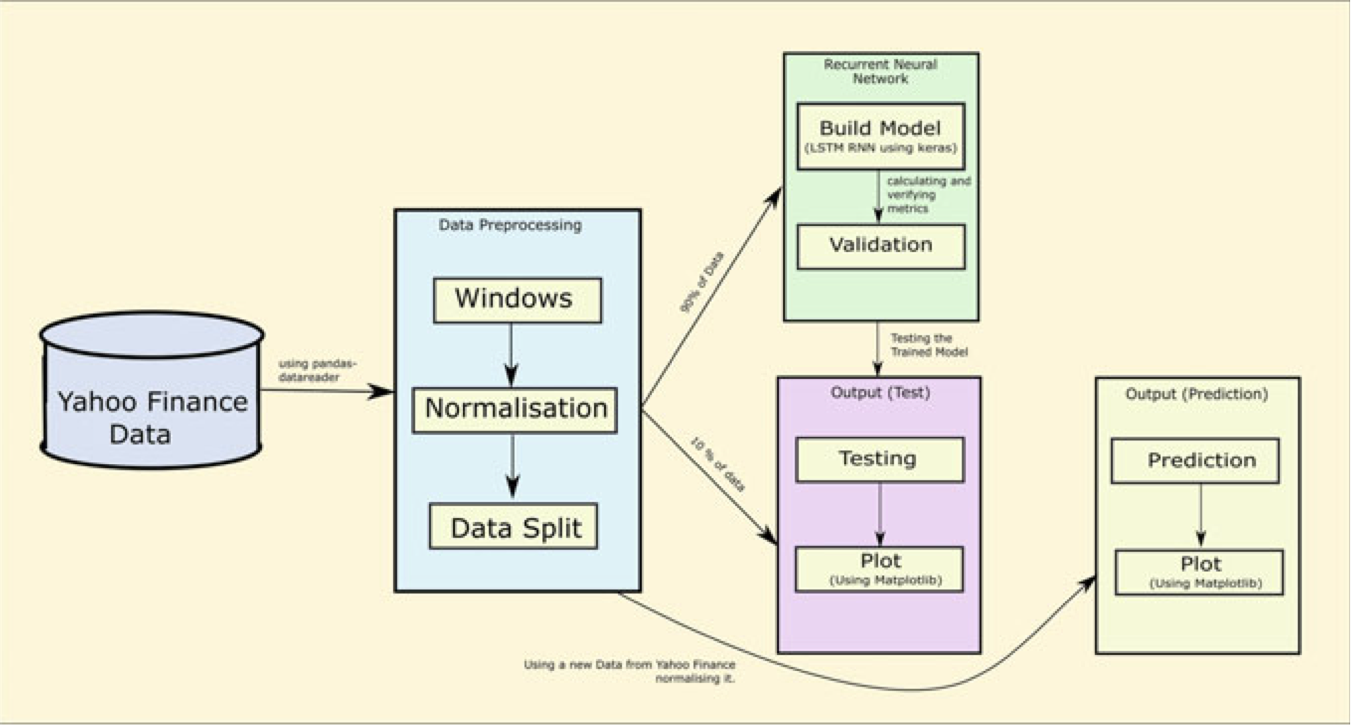 Yahoo Finance
Data
using pandas-
datareader
Data Preprocessing
Windows
Normalisation
Data Split
90% of Data
10 % of data
Recurrent Neural
Network
Build Model
(LSTM RNN using keras)
calculating and
verifying
metrics
Validation
Testing the
Trained Model
Output (Test)
Testing
Plot
(Using Matplotlib)
Output (Prediction)
Prediction
Plot
(Using Matplotlib)
Using a new Data from Yahoo Finance
normalising it.